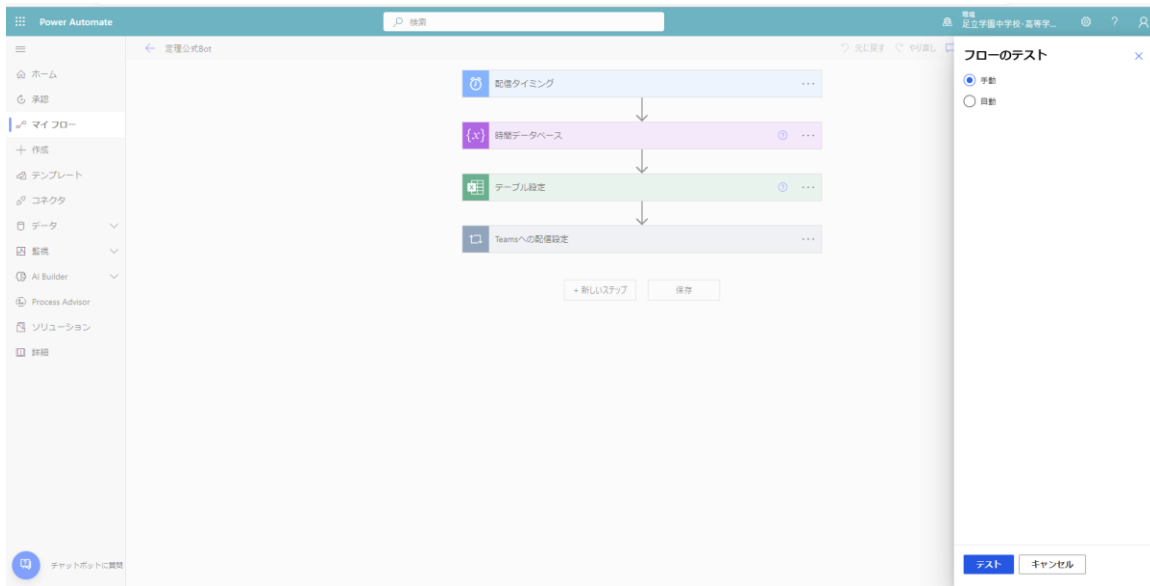 Power Automate
検索
環境
足立学園中学校・高等学...
定理公式Bot
元に戻す
やり直し
ホーム
承認
マイ フロー
作成
テンプレート
コネクタ
データ
監視
AI Builder
Process Advisor
ソリューション
詳細
チャットボットに質問
配信タイミング
{x} 時間データベース
テーブル設定
Teamsへの配信設定
+ 新しいステップ
保存
フローのテスト
手動
自動
テスト
キャンセル